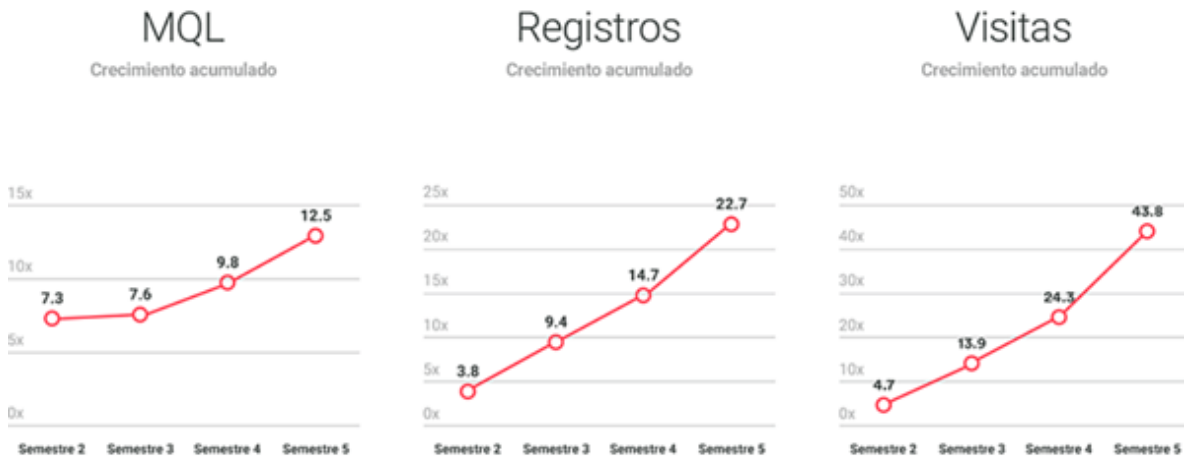 MQL
Crecimiento acumulado
15x
10x
5x
0x
7.3
7.6
9.8
12.5
Semestre 2 Semestre 3 Semestre 4 Semestre 5
Registros
Crecimiento acumulado
25x
20x
15x
10x
5x
0x
3.8
9.4
14.7
22.7
Semestre 2 Semestre 3 Semestre 4 Semestre 5
Visitas
Crecimiento acumulado
50x
40x
30x
20x
10x
0x
4.7
13.9
24.3
43.8
Semestre 2 Semestre 3 Semestre 4 Semestre 5